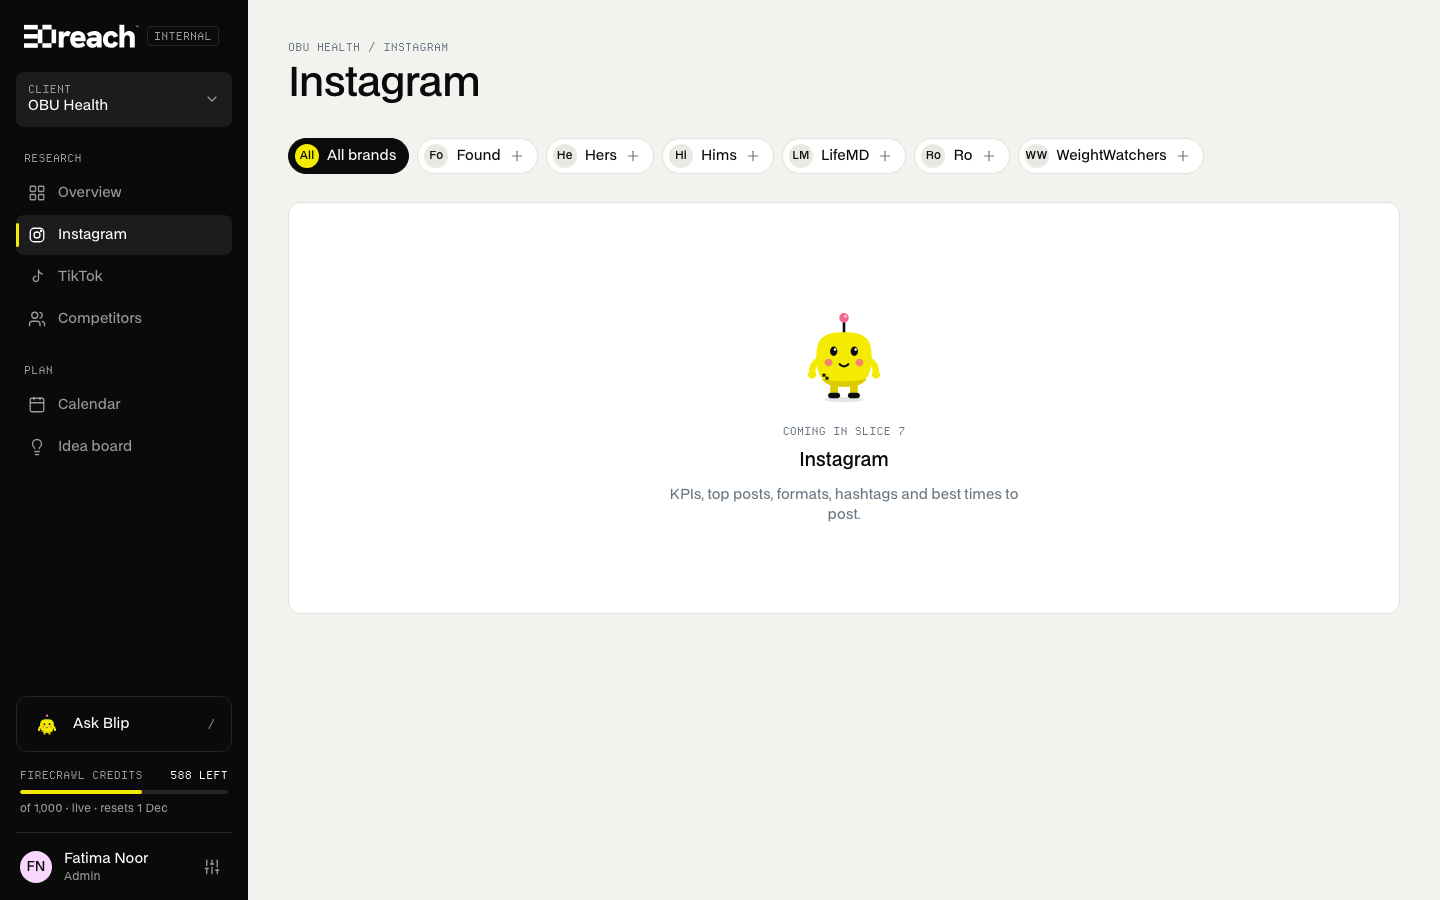 reach INTERNAL
CLIENT
OBU Health
RESEARCH
Overview
Instagram
TikTok
Competitors
PLAN
Calendar
Idea board
Ask Blip /
FIRECRAWL CREDITS 588 LEFT
of 1,000 · live · resets 1 Dec
FN Fatima Noor
Admin
OBU HEALTH / INSTAGRAM
Instagram
All All brands Fo Found + He Hers + Hi Hims + LM LifeMD + Ro Ro + WW WeightWatchers +
COMING IN SLICE 7
Instagram
KPIs, top posts, formats, hashtags and best times to
post.